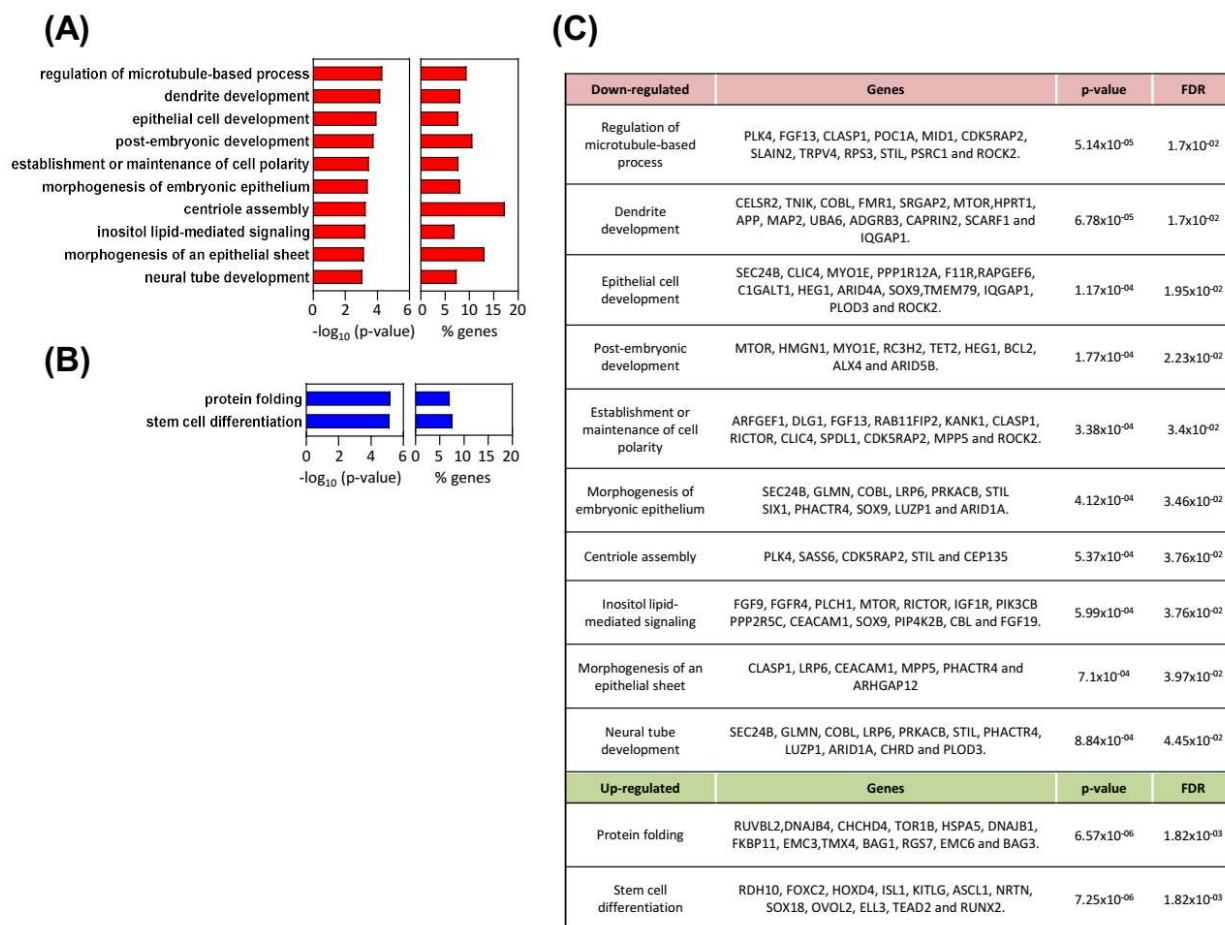 (A)
regulation of microtubule-based process
dendrite development
epithelial cell development
post-embryonic development
establishment or maintenance of cell polarity
morphogenesis of embryonic epithelium
centriole assembly
inositol lipid-mediated signaling
morphogenesis of an epithelial sheet
neural tube development
0 2 4 6 0 5 10 15 20
-log₁₀ (p-value) % genes
(B)
protein folding
stem cell differentiation
0 2 4 6 0 5 10 15 20
-log₁₀ (p-value) % genes
(C)
Down-regulated Genes p-value FDR
Regulation of
microtubule-based
process
PLK4, FGF13, CLASP1, POC1A, MID1, CDK5RAP2,
SLAIN2, TRPV4, RPS3, STIL, PSRC1 and ROCK2.
5.14x10⁻⁰⁵ 1.7x10⁻⁰²
Dendrite
development
CELSR2, TNIK, COBL, FMR1, SRGAP2, MTOR,HPRT1,
APP, MAP2, UBA6, ADGRB3, CAPRIN2, SCARF1 and
IQGAP1.
6.78x10⁻⁰⁵ 1.7x10⁻⁰²
Epithelial cell
development
SEC24B, CLIC4, MYO1E, PPP1R12A, F11R,RAPGEF6,
C1GALT1, HEG1, ARID4A, SOX9,TMEM79, IQGAP1,
PLOD3 and ROCK2.
1.17x10⁻⁰⁴ 1.95x10⁻⁰²
Post-embryonic
development
MTOR, HMGN1, MYO1E, RC3H2, TET2, HEG1, BCL2,
ALX4 and ARID5B.
1.77x10⁻⁰⁴ 2.23x10⁻⁰²
Establishment or
maintenance of cell
polarity
ARFGEF1, DLG1, FGF13, RAB11FIP2, KANK1, CLASP1,
RICTOR, CLIC4, SPDL1, CDK5RAP2, MPP5 and ROCK2.
3.38x10⁻⁰⁴ 3.4x10⁻⁰²
Morphogenesis of
embryonic epithelium
SEC24B, GLMN, COBL, LRP6, PRKACB, STIL
SIX1, PHACTR4, SOX9, LUZP1 and ARID1A.
4.12x10⁻⁰⁴ 3.46x10⁻⁰²
Centriole assembly
PLK4, SASS6, CDK5RAP2, STIL and CEP135
5.37x10⁻⁰⁴ 3.76x10⁻⁰²
Inositol lipid-
mediated signaling
FGF9, FGFR4, PLCH1, MTOR, RICTOR, IGF1R, PIK3CB
PPP2R5C, CEACAM1, SOX9, PIP4K2B, CBL and FGF19.
5.99x10⁻⁰⁴ 3.76x10⁻⁰²
Morphogenesis of an
epithelial sheet
CLASP1, LRP6, CEACAM1, MPP5, PHACTR4 and
ARHGAP12
7.1x10⁻⁰⁴ 3.97x10⁻⁰²
Neural tube
development
SEC24B, GLMN, COBL, LRP6, PRKACB, STIL, PHACTR4,
LUZP1, ARID1A, CHRD and PLOD3.
8.84x10⁻⁰⁴ 4.45x10⁻⁰²
Up-regulated Genes p-value FDR
Protein folding
RUVBL2,DNAJB4, CHCHD4, TOR1B, HSPA5, DNAJB1,
FKBP11, EMC3,TMX4, BAG1, RGS7, EMC6 and BAG3.
6.57x10⁻⁰⁶ 1.82x10⁻⁰³
Stem cell
differentiation
RDH10, FOXC2, HOXD4, ISL1, KITLG, ASCL1, NRTN,
SOX18, OVOL2, ELL3, TEAD2 and RUNX2.
7.25x10⁻⁰⁶ 1.82x10⁻⁰³